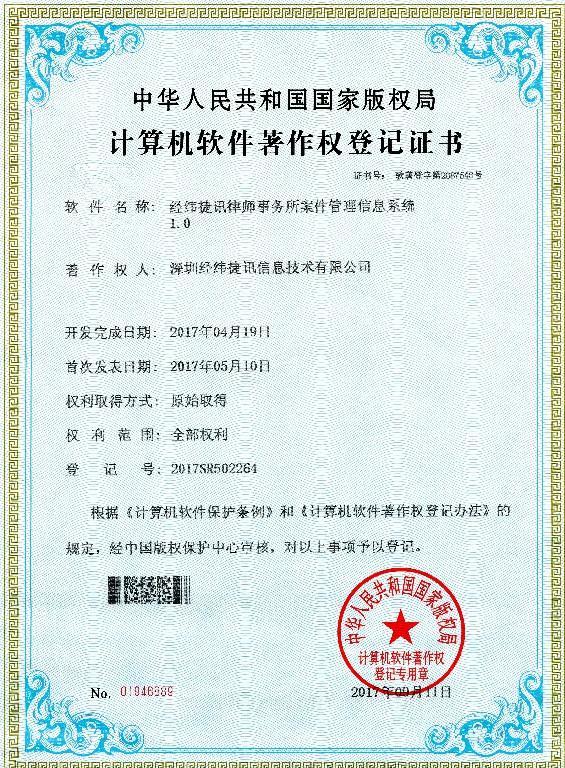 中华人民共和国国家版权局
计算机软件著作权登记证书
证书号： 软著登字第2087548号
软 件 名 称： 经纬捷讯律师事务所案件管理信息系统
1.0
著 作 权 人： 深圳经纬捷讯信息技术有限公司
开发完成日期： 2017年04月19日
首次发表日期： 2017年05月10日
权利取得方式： 原始取得
权 利 范 围： 全部权利
登 记 号： 2017SR502264
根据《计算机软件保护条例》和《计算机软件著作权登记办法》的
规定，经中国版权保护中心审核，对以上事项予以登记。
中华人民共和国国家版权局
计算机软件著作权
登记专用章
No.
2017年09月11日